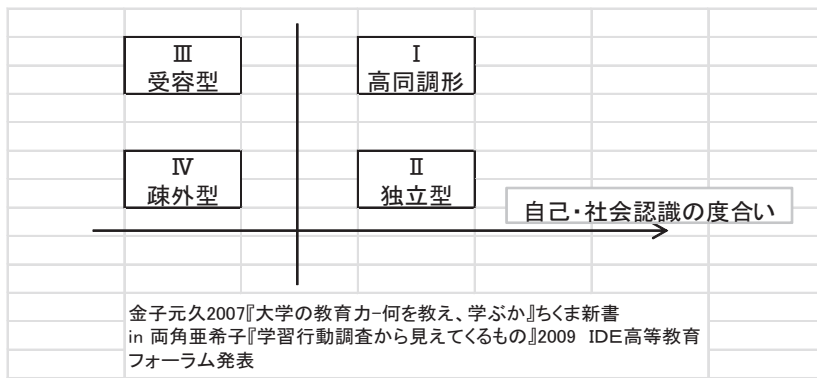 Ⅲ
受容型
Ⅰ
高同調形
Ⅳ
疎外型
Ⅱ
独立型
自己・社会認識の度合い
金子元久2007『大学の教育力−何を教え、学ぶか』ちくま新書
in 両角亜希子『学習行動調査から見えてくるもの』2009 IDE高等教育
フォーラム発表